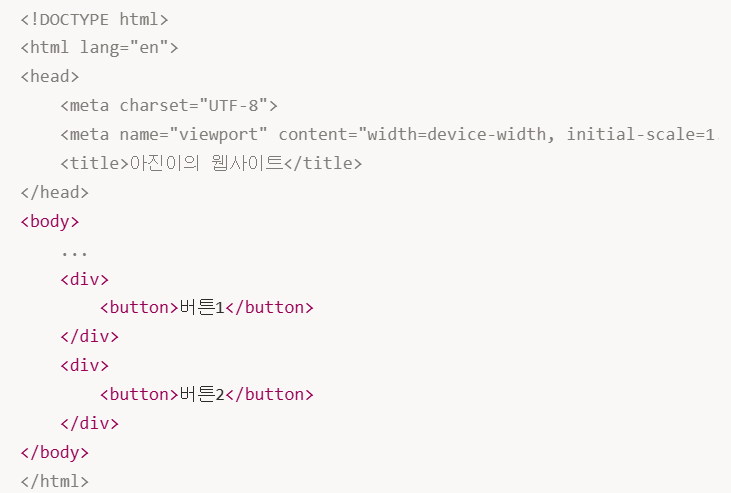 <!DOCTYPE html>
<html lang="en">
<head>
    <meta charset="UTF-8">
    <meta name="viewport" content="width=device-width, initial-scale=1
    <title>아진이의 웹사이트</title>
</head>
<body>
    ...
    <div>
        <button>버튼1</button>
    </div>
    <div>
        <button>버튼2</button>
    </div>
</body>
</html>